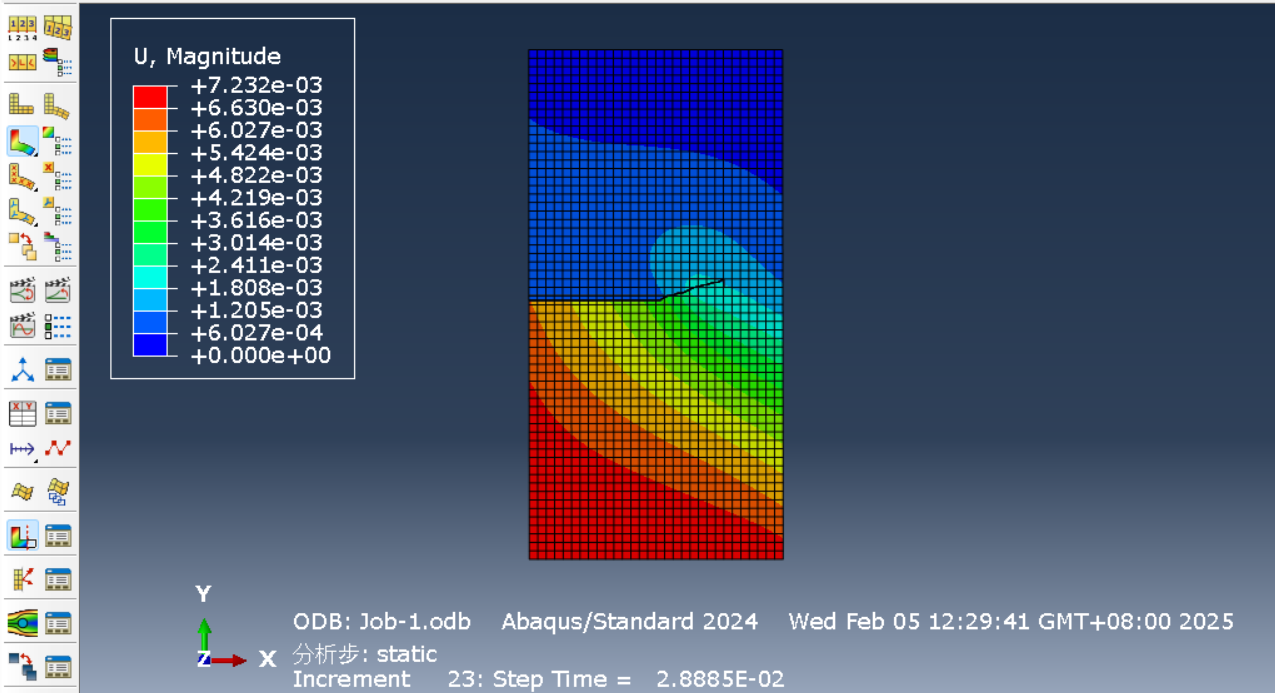 U, Magnitude
+7.232e-03
+6.630e-03
+6.027e-03
+5.424e-03
+4.822e-03
+4.219e-03
+3.616e-03
+3.014e-03
+2.411e-03
+1.808e-03
+1.205e-03
+6.027e-04
+0.000e+00
Y
Z X
ODB: Job-1.odb Abaqus/Standard 2024 Wed Feb 05 12:29:41 GMT+08:00 2025
分析步: static
Increment 23: Step Time = 2.8885E-02